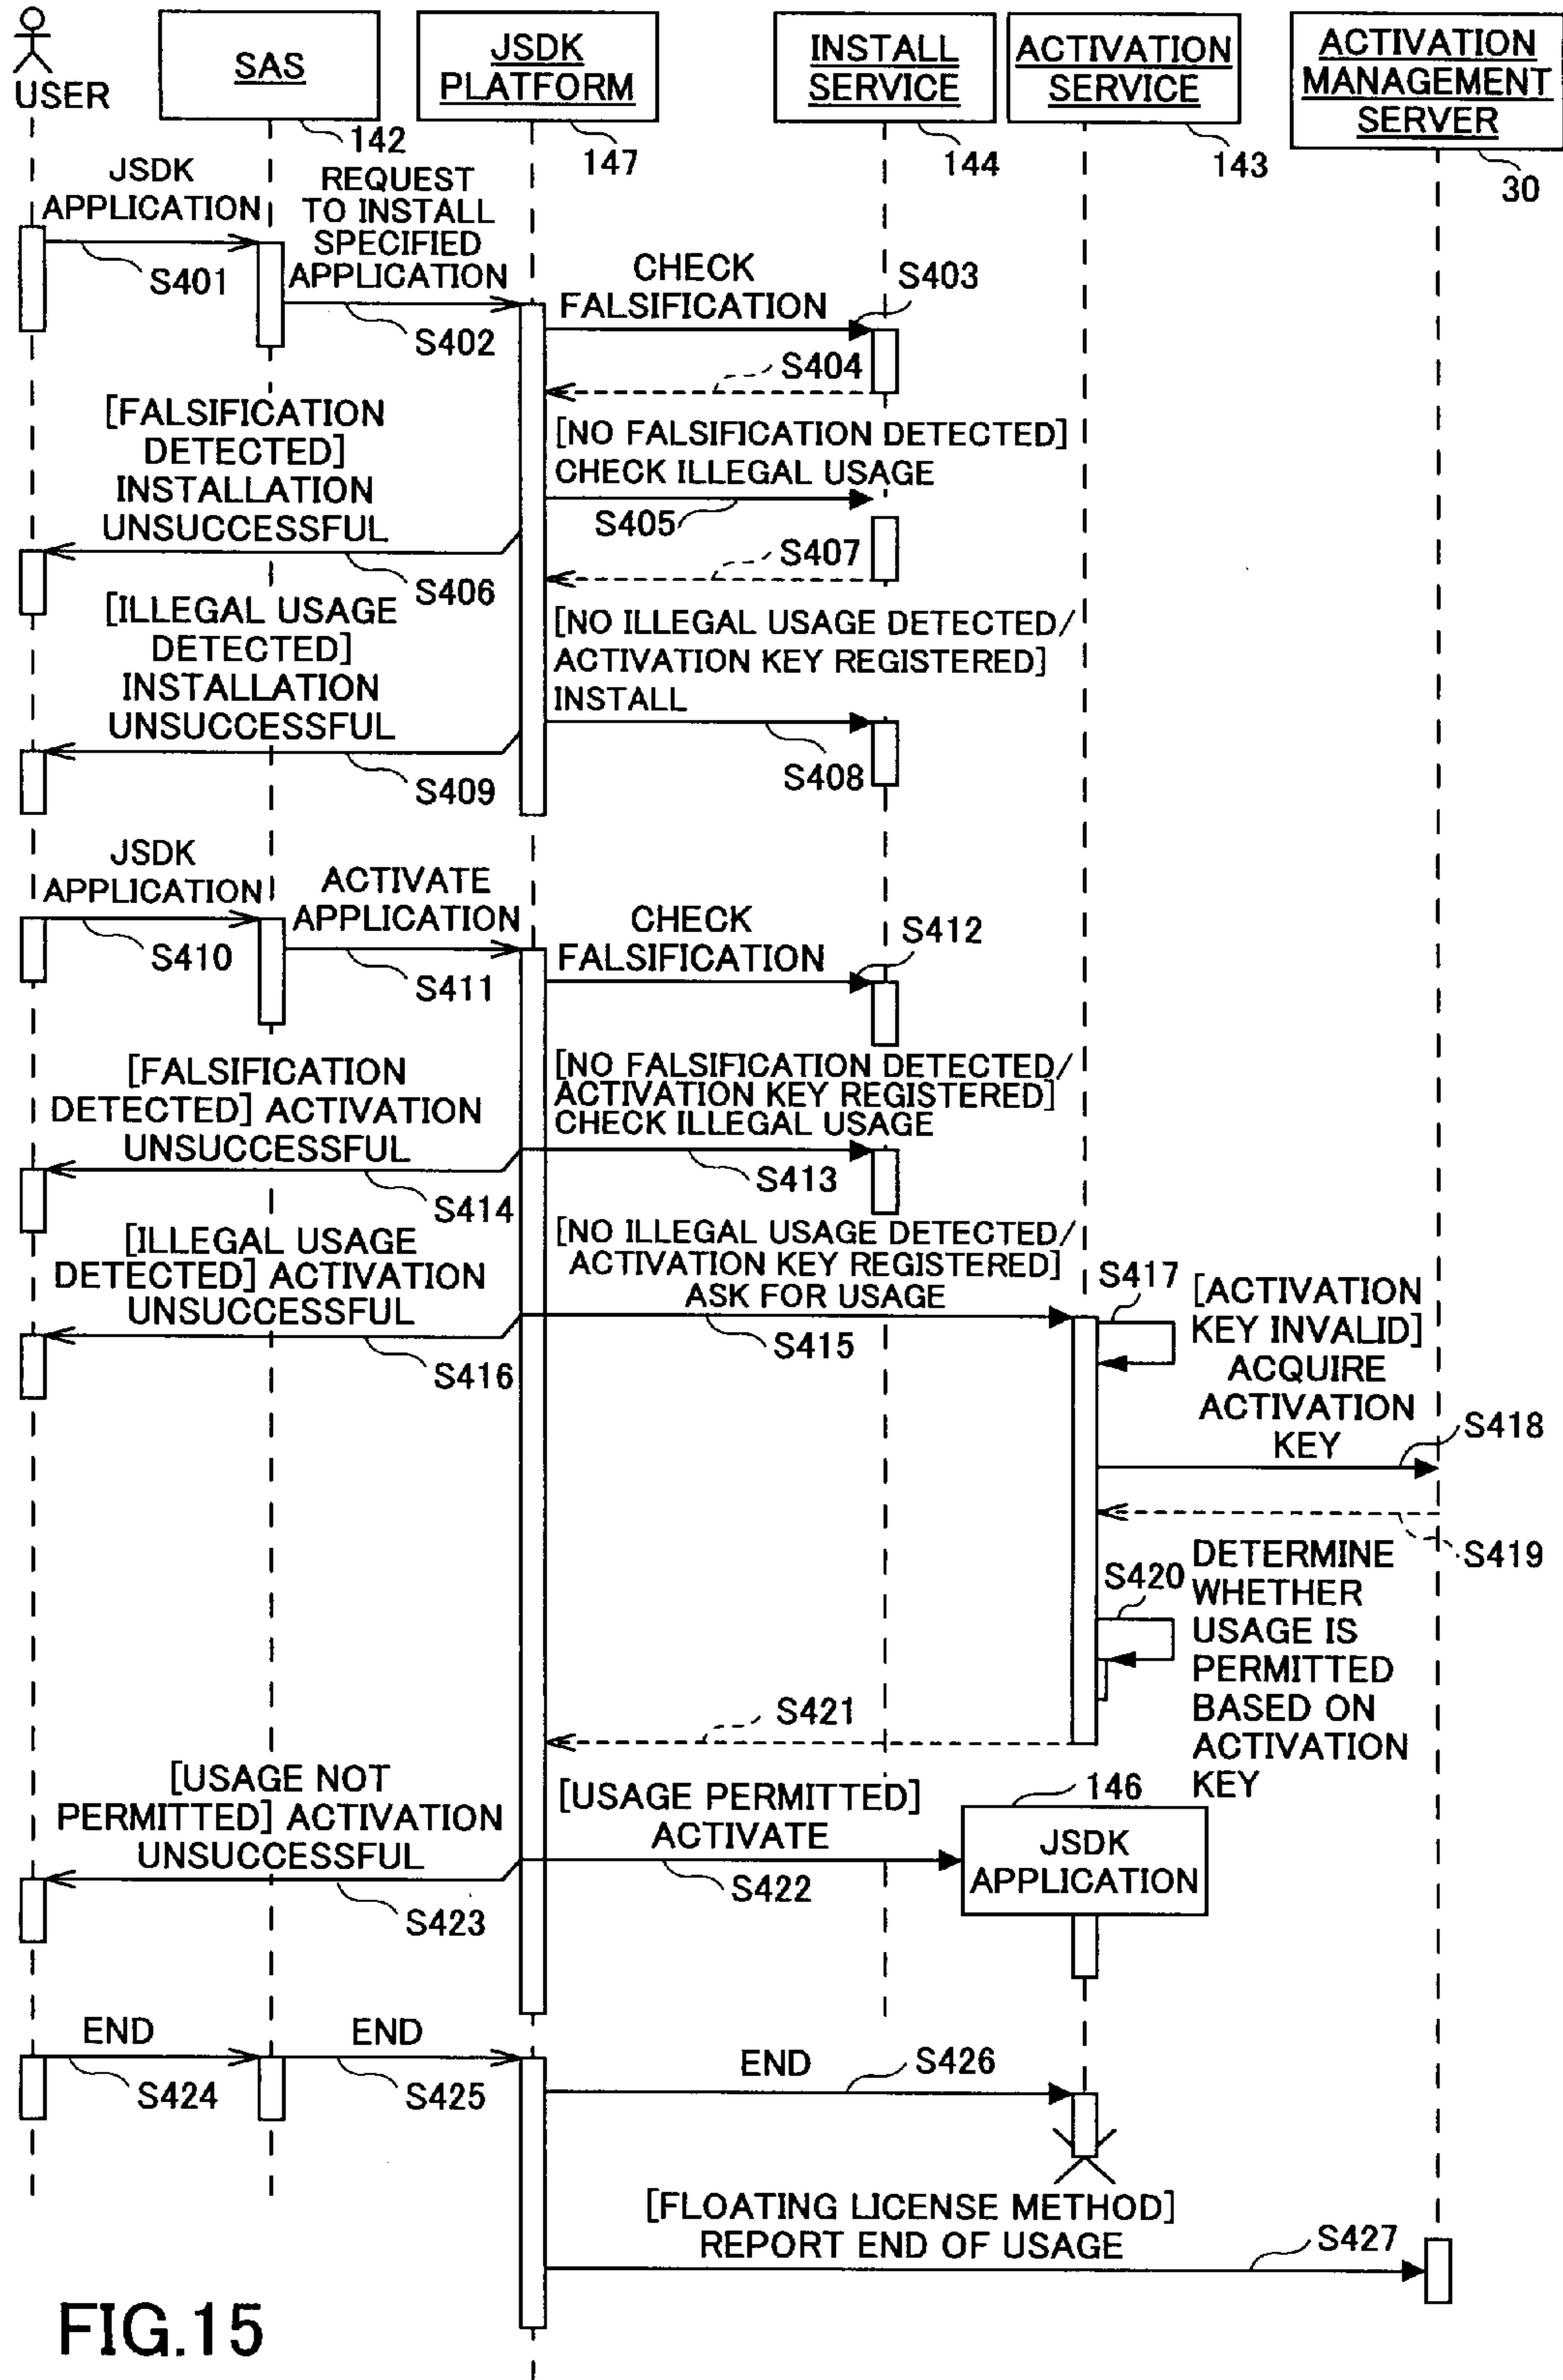 USER
SAS
142
JSDK
PLATFORM
147
INSTALL
SERVICE
144
ACTIVATION
SERVICE
143
ACTIVATION
MANAGEMENT
SERVER
30
JSDK
APPLICATION
S401
REQUEST
TO INSTALL
SPECIFIED
APPLICATION
S402
CHECK
FALSIFICATION
S403
S404
[FALSIFICATION
DETECTED]
INSTALLATION
UNSUCCESSFUL
S406
[NO FALSIFICATION DETECTED]
CHECK ILLEGAL USAGE
S405
S407
[ILLEGAL USAGE
DETECTED]
INSTALLATION
UNSUCCESSFUL
S409
[NO ILLEGAL USAGE DETECTED/
ACTIVATION KEY REGISTERED]
INSTALL
S408
JSDK
APPLICATION
S410
ACTIVATE
APPLICATION
S411
CHECK
FALSIFICATION
S412
[FALSIFICATION
DETECTED] ACTIVATION
UNSUCCESSFUL
S414
[NO FALSIFICATION DETECTED/
ACTIVATION KEY REGISTERED]
CHECK ILLEGAL USAGE
S413
[ILLEGAL USAGE
DETECTED] ACTIVATION
UNSUCCESSFUL
S416
[NO ILLEGAL USAGE DETECTED/
ACTIVATION KEY REGISTERED]
ASK FOR USAGE
S415
S417
[ACTIVATION
KEY INVALID]
ACQUIRE
ACTIVATION
KEY
S418
S419
S420
DETERMINE
WHETHER
USAGE IS
PERMITTED
BASED ON
ACTIVATION
KEY
S421
[USAGE NOT
PERMITTED] ACTIVATION
UNSUCCESSFUL
S423
[USAGE PERMITTED]
ACTIVATE
S422
146
JSDK
APPLICATION
END
S424
END
S425
END
S426
[FLOATING LICENSE METHOD]
REPORT END OF USAGE
S427
FIG.15